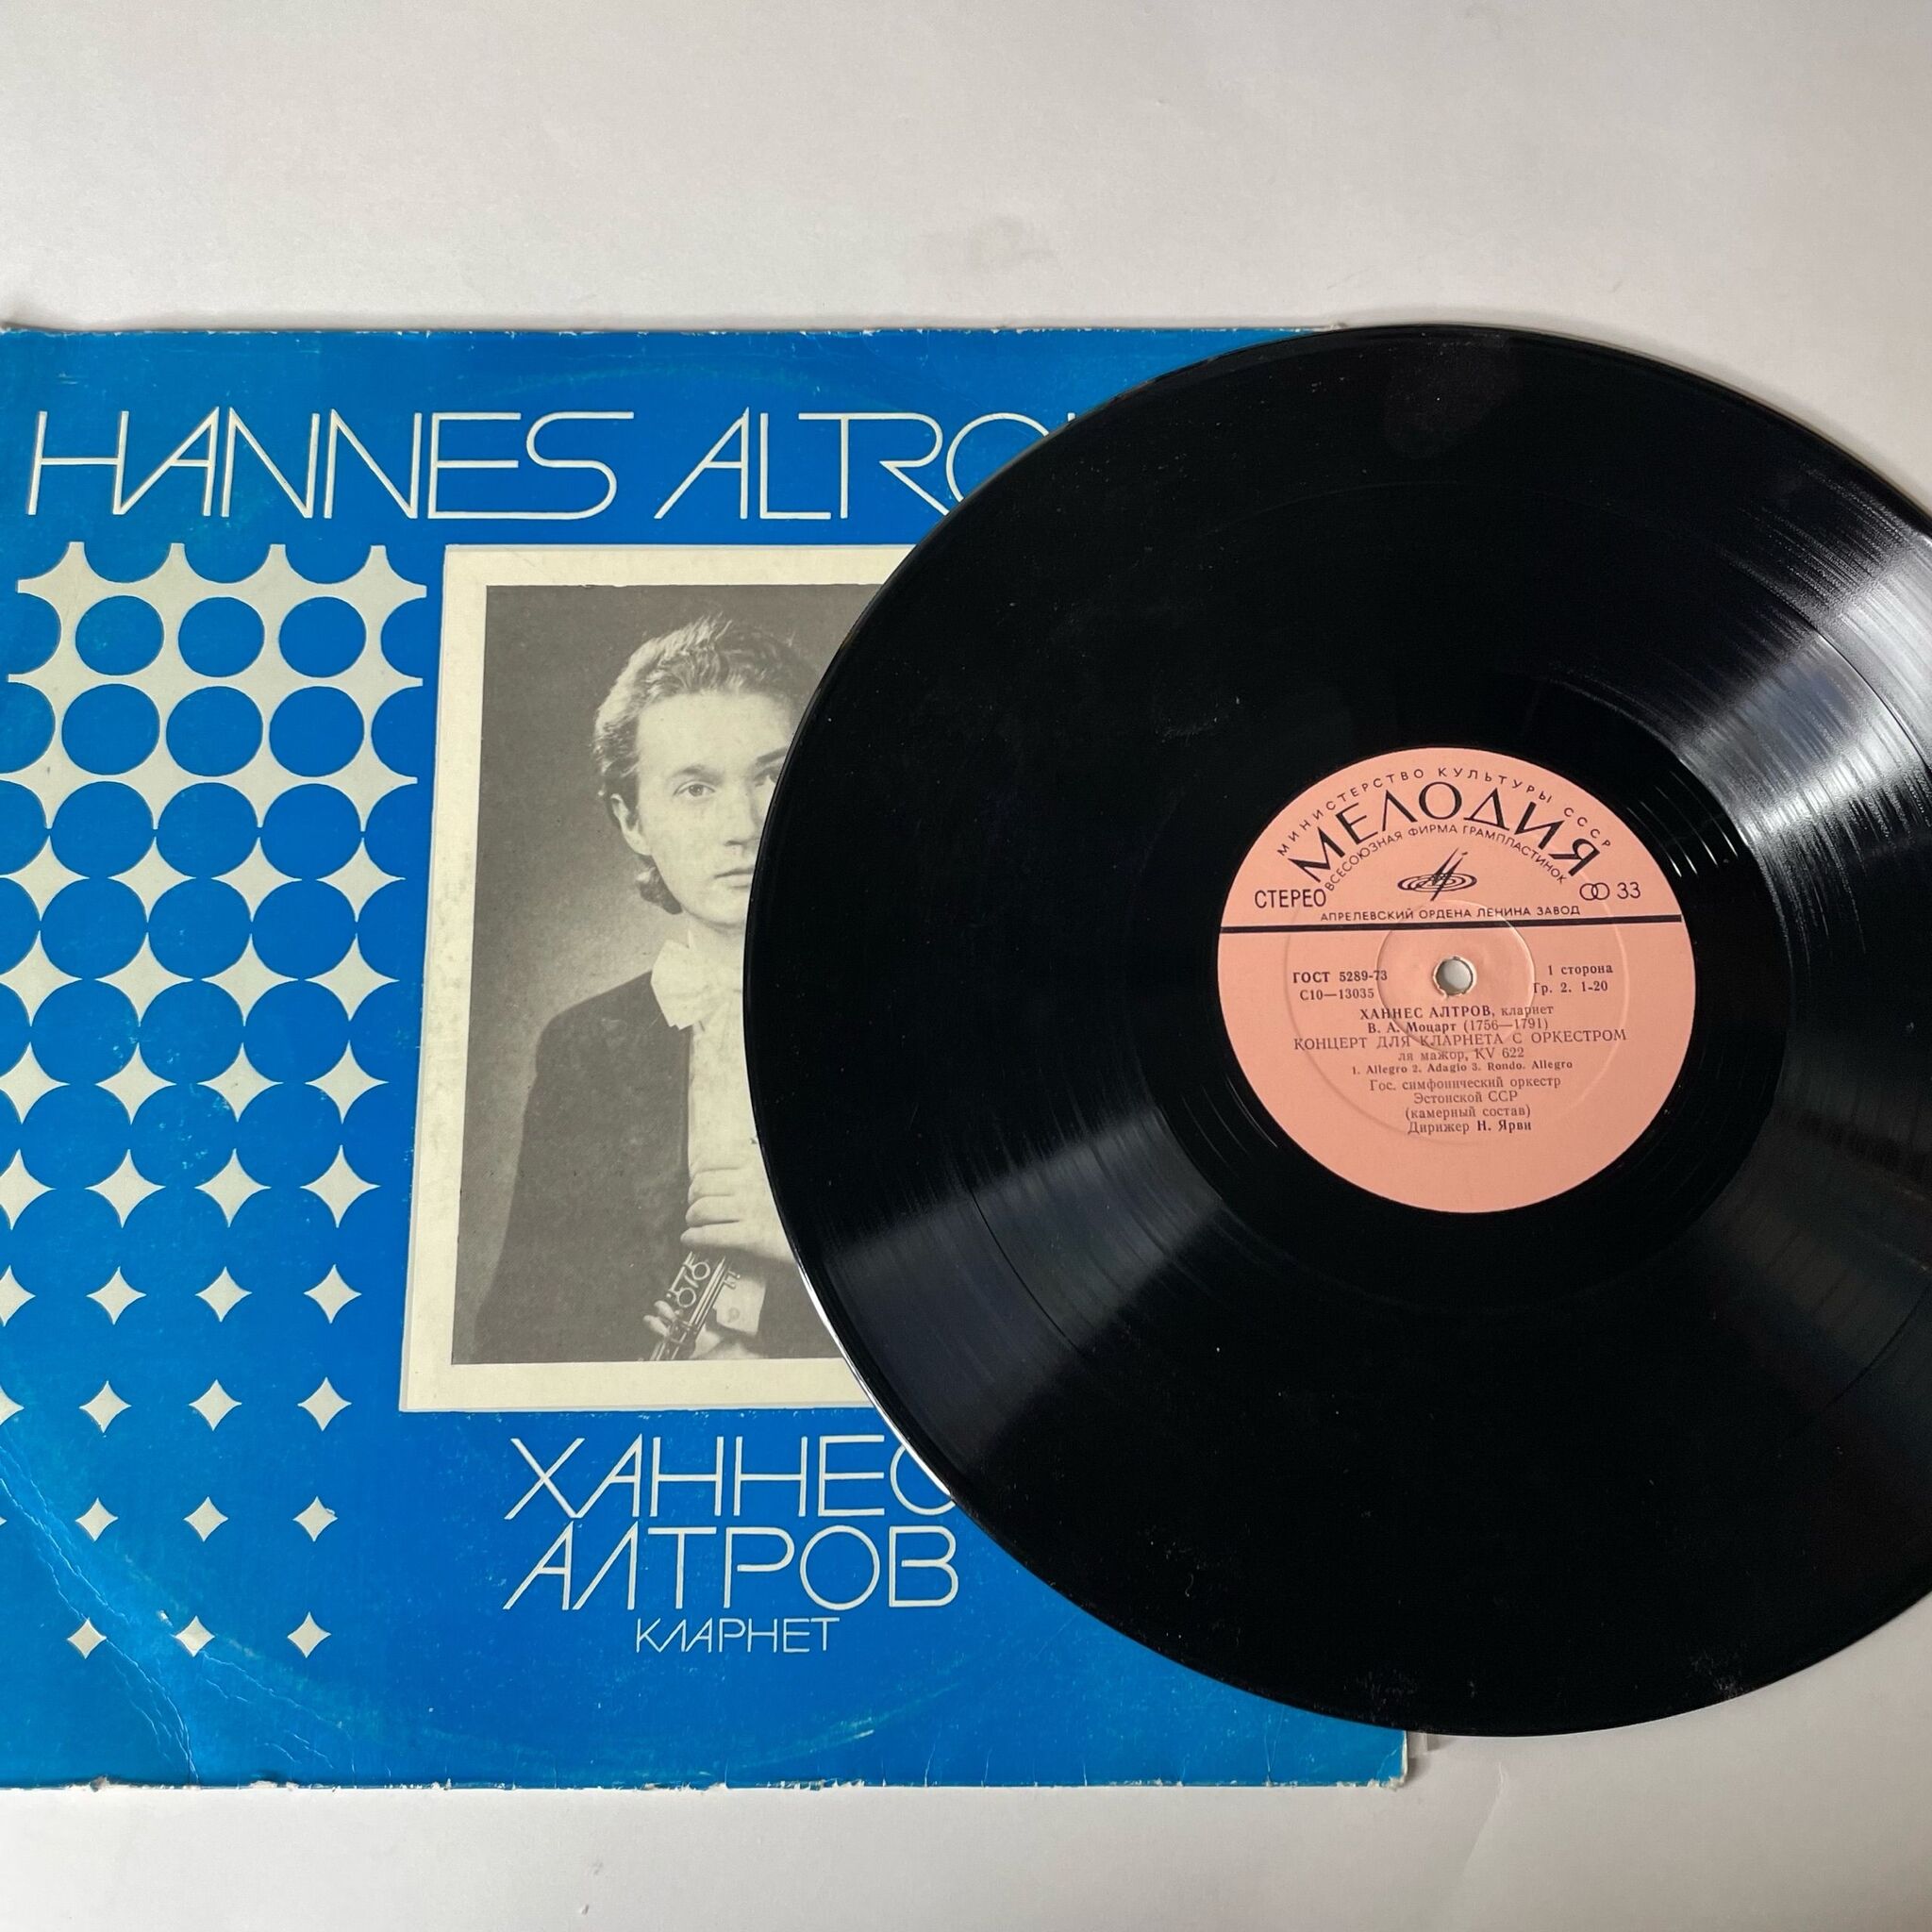 HANNES ALTRO
ХАННЕС
АЛТРОВ
КЛАРНЕТ
МИНИСТЕРСТВО КУЛЬТУРЫ СССР
МЕЛОДИЯ
ВСЕСОЮЗНАЯ ФИРМА ГРАМПЛАСТИНОК
СТЕРЕО 33
АПРЕЛЕВСКИЙ ОРДЕНА ЛЕНИНА ЗАВОД
ГОСТ 5289-73 1 сторона
С10—13035 Гр. 2. 1-20
ХАННЕС АЛТРОВ, кларнет
В. А. Моцарт (1756—1791)
КОНЦЕРТ ДЛЯ КЛАРНЕТА С ОРКЕСТРОМ
ля мажор, KV 622
1. Allegro 2. Adagio 3. Rondo. Allegro
Гос. симфонический оркестр
Эстонской ССР
(камерный состав)
Дирижер Н. Ярви